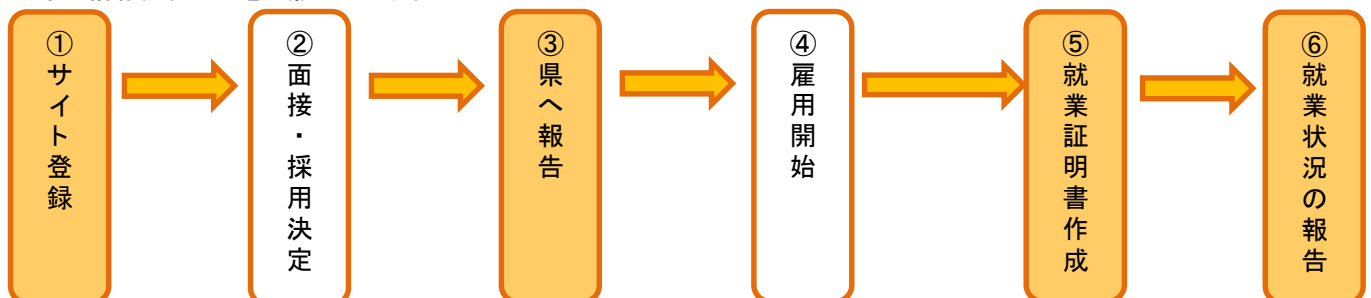 ①サイト登録
②面接・採用決定
③県へ報告
④雇用開始
⑤就業証明書作成
⑥就業状況の報告